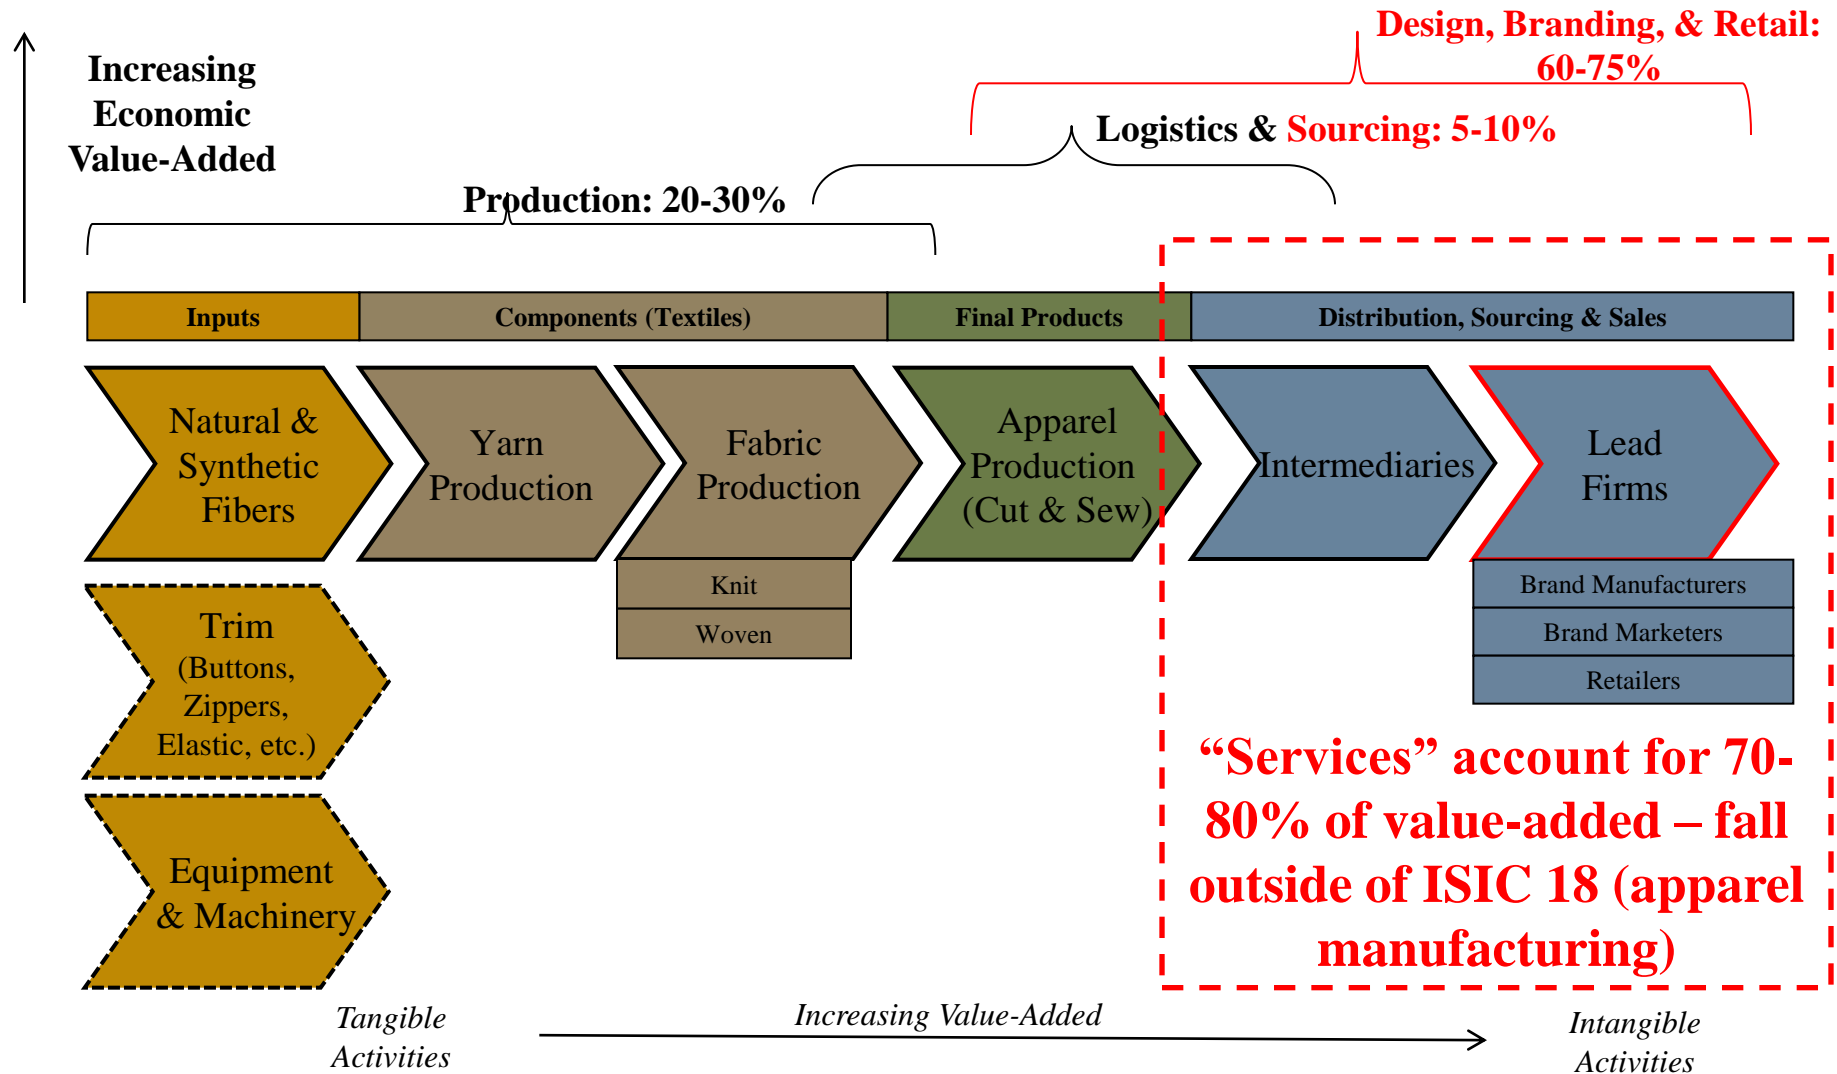 Design, Branding, & Retail:
60-75%
Increasing
Economic
Value-Added
Logistics & Sourcing: 5-10%
Production: 20-30%
Inputs
Components (Textiles)
Final Products
Distribution, Sourcing & Sales
Natural &
Synthetic
Fibers
Yarn
Production
Fabric
Production
Apparel
Production
(Cut & Sew)
Intermediaries
Lead
Firms
Knit
Woven
Brand Manufacturers
Brand Marketers
Retailers
Trim
(Buttons,
Zippers,
Elastic, etc.)
Equipment
& Machinery
“Services” account for 70-
80% of value-added – fall
outside of ISIC 18 (apparel
manufacturing)
Tangible
Activities
Increasing Value-Added
Intangible
Activities